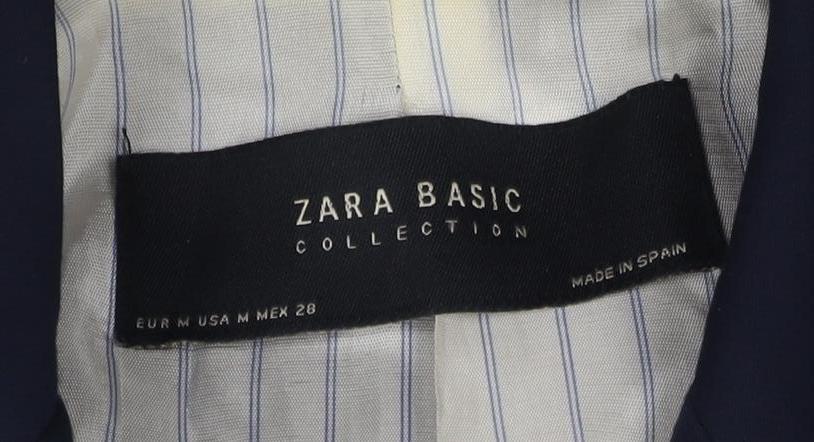 ZARA BASIC
COLLECTION
MADE IN SPAIN
EUR M USA M MEX 28